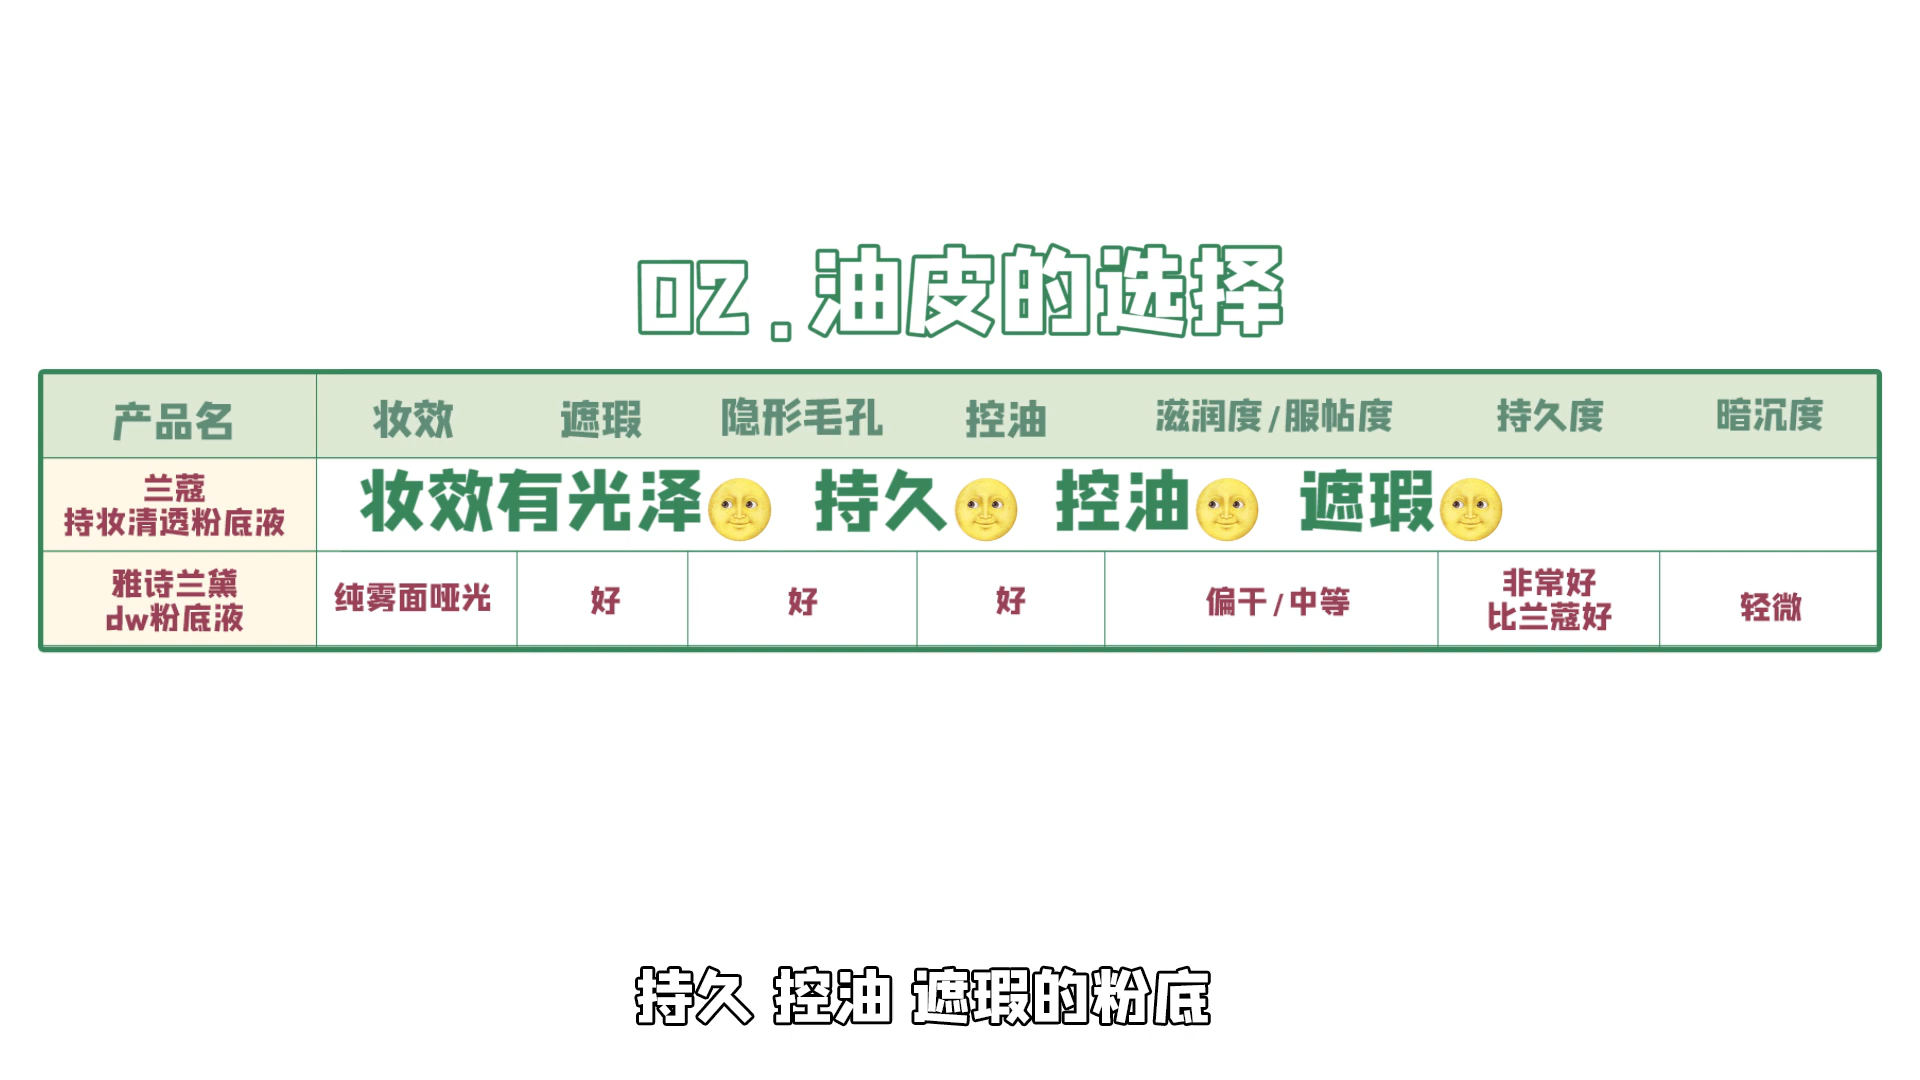 02.油皮的选择
产品名 妆效 遮瑕 隐形毛孔 控油 滋润度/服帖度 持久度 暗沉度
兰蔻
持妆清透粉底液
妆效有光泽 持久 控油 遮瑕
雅诗兰黛
dw粉底液
纯雾面哑光 好 好 好 偏干/中等
非常好
比兰蔻好
轻微
持久 控油 遮瑕的粉底